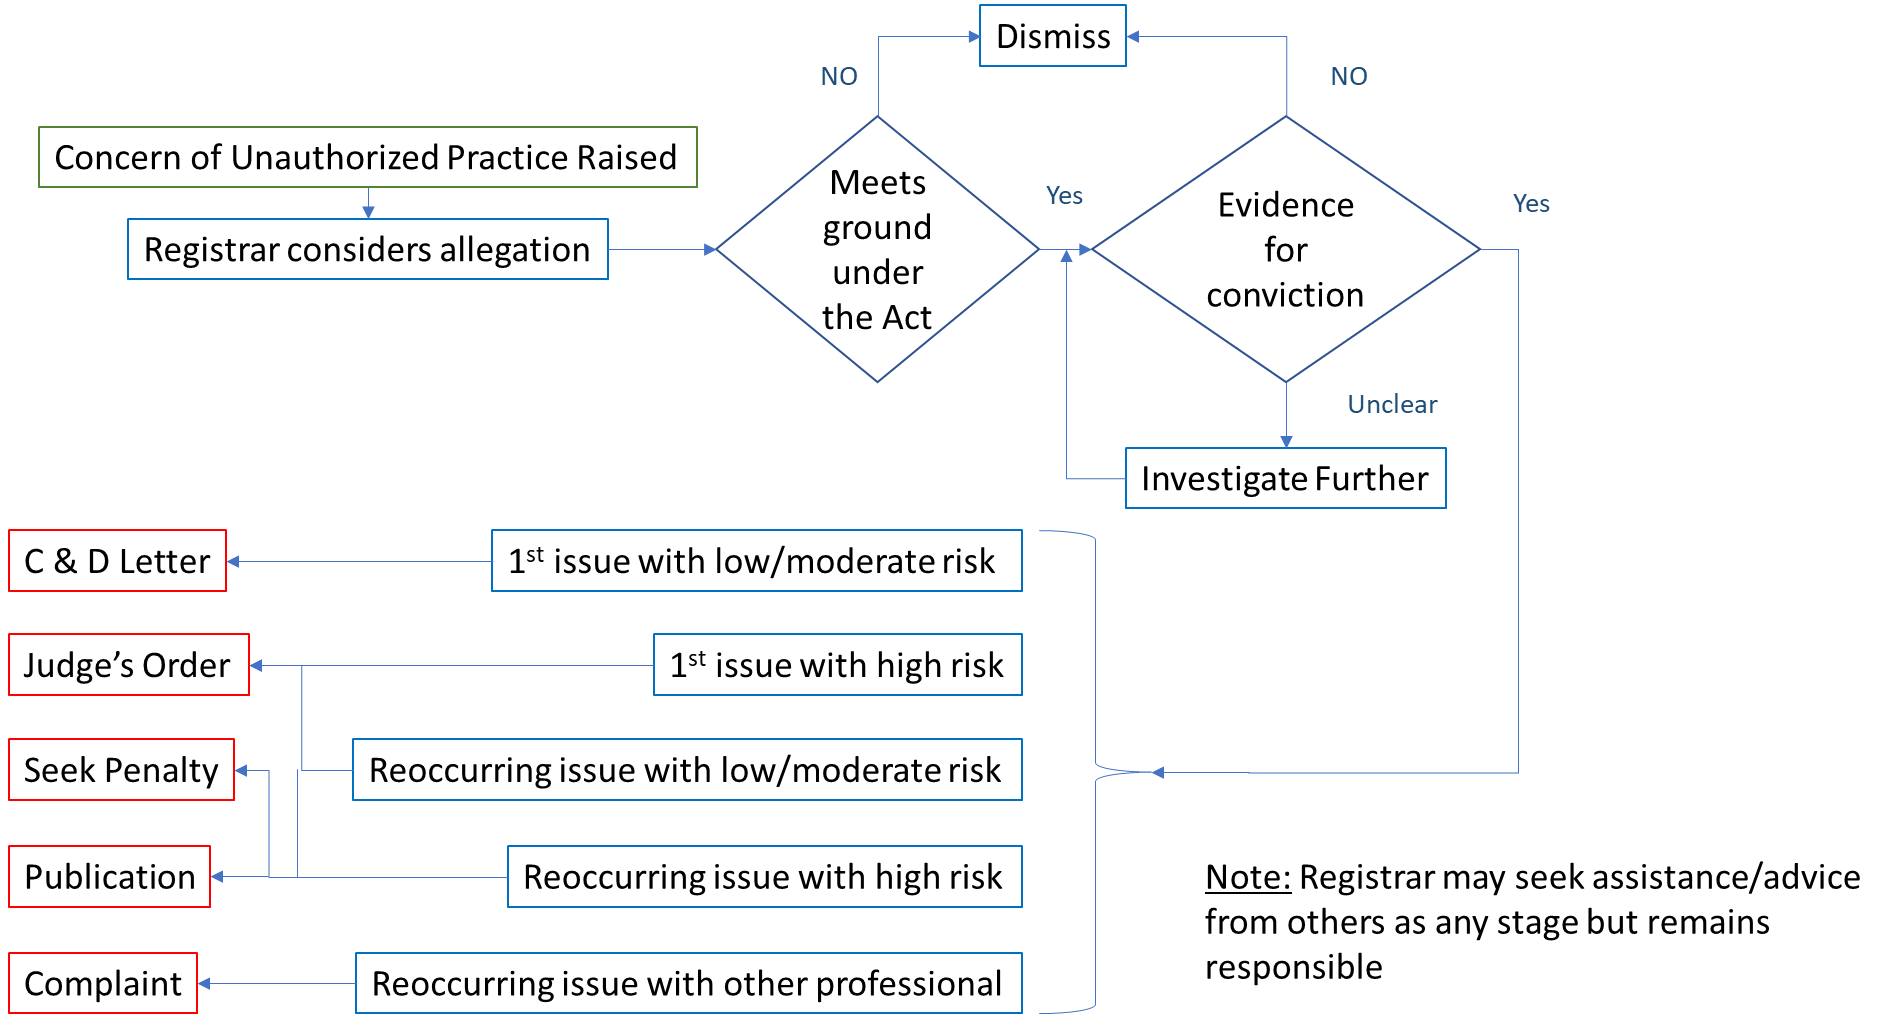 Dismiss
NO
NO
Concern of Unauthorized Practice Raised
Registrar considers allegation
Meets
ground
under
the Act
Yes
Evidence
for
conviction
Yes
Unclear
Investigate Further
C & D Letter
1st issue with low/moderate risk
Judge’s Order
1st issue with high risk
Seek Penalty
Reoccurring issue with low/moderate risk
Publication
Reoccurring issue with high risk
Complaint
Reoccurring issue with other professional
Note: Registrar may seek assistance/advice
from others as any stage but remains
responsible